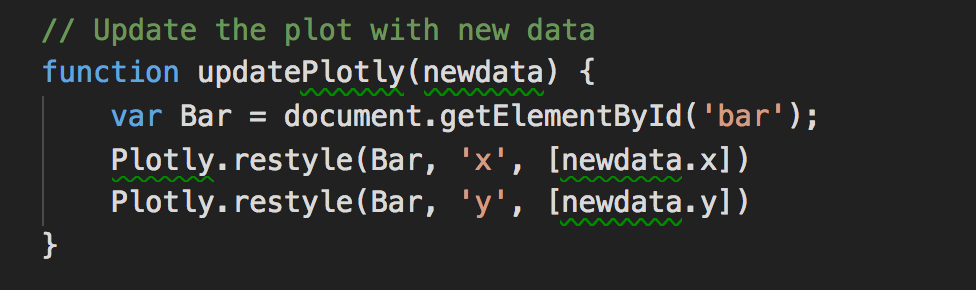 // Update the plot with new data
function updatePlotly(newdata) {
    var Bar = document.getElementById('bar');
    Plotly.restyle(Bar, 'x', [newdata.x])
    Plotly.restyle(Bar, 'y', [newdata.y])
}